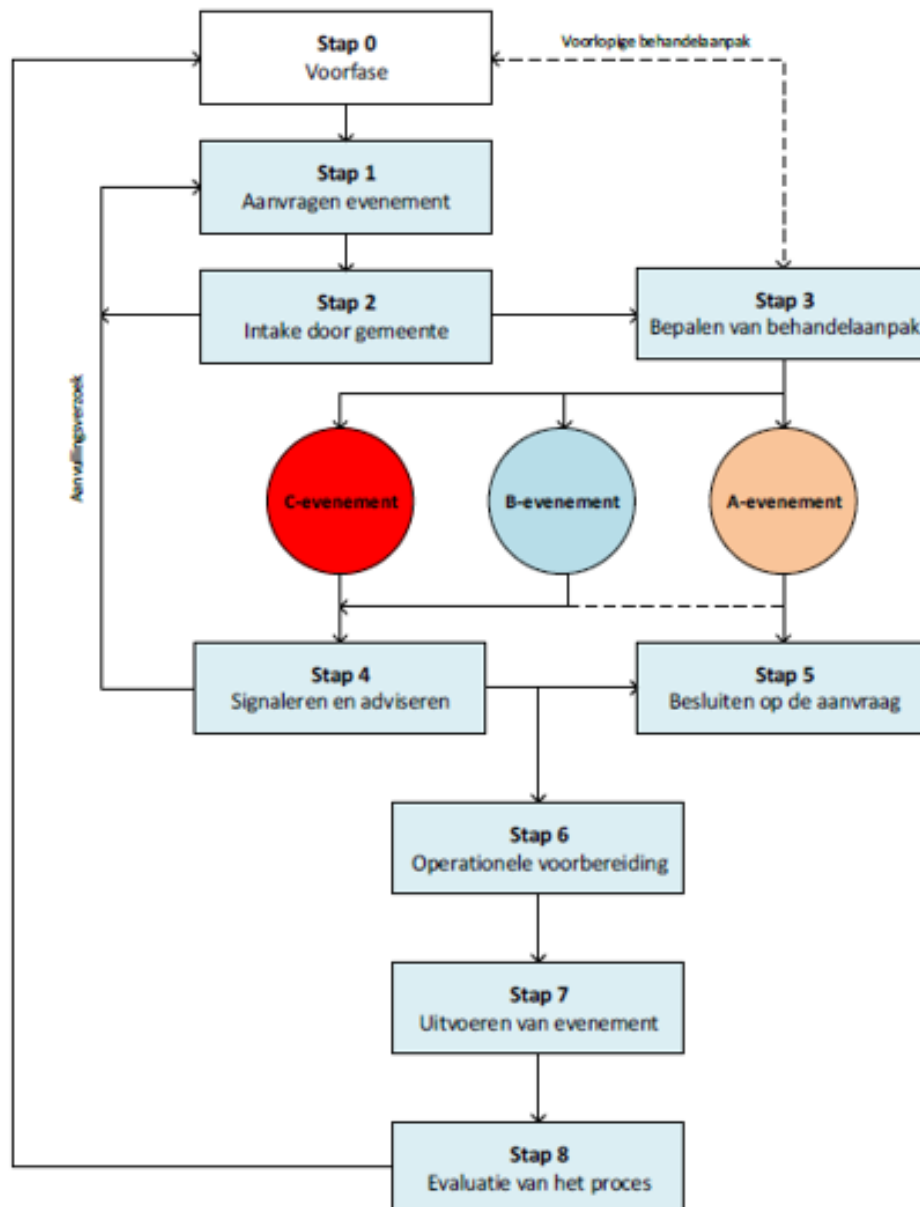 Stap 0
Voorfase
Voorlopige behandelaanpak
Stap 1
Aanvragen evenement
Stap 2
Intake door gemeente
Stap 3
Bepalen van behandelaanpak
Aanvullingsverzoek
C-evenement
B-evenement
A-evenement
Stap 4
Signaleren en adviseren
Stap 5
Besluiten op de aanvraag
Stap 6
Operationele voorbereiding
Stap 7
Uitvoeren van evenement
Stap 8
Evaluatie van het proces